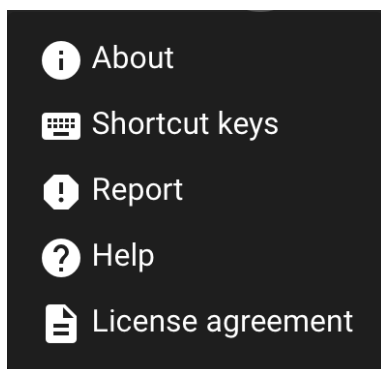 About
Shortcut keys
Report
Help
License agreement